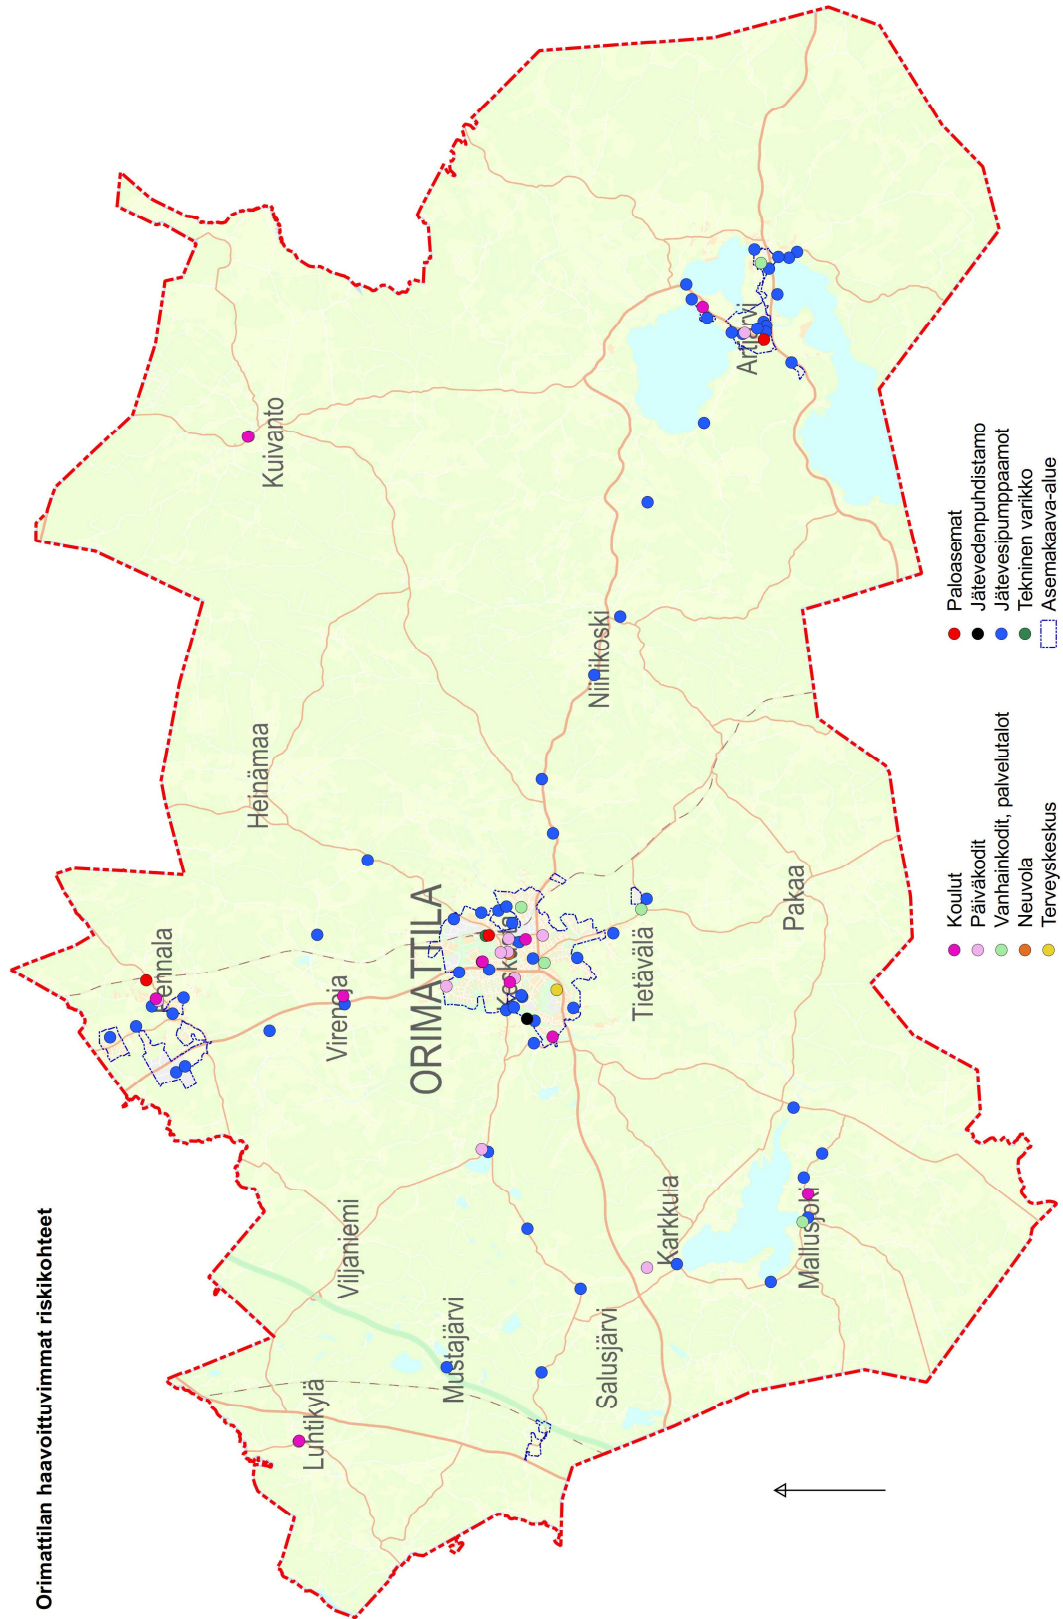 Orimattilan haavoittuvimmat riskikohteet
Luhtikylä
Mustajärvi
Viljaniemi
Salusjärvi
Karkkula
Mallusjoki
Virenoja
Pennala
ORIMATTILA
Keskusta
Tietävälä
Heinämaa
Pakaa
Niinikoski
Kuivanto
Artjärvi
Koulut
Päiväkodit
Vanhainkodit, palvelutalot
Neuvola
Terveyskeskus
Paloasemat
Jätevedenpuhdistamo
Jätevesipumppaamot
Tekninen varikko
Asemakaava-alue